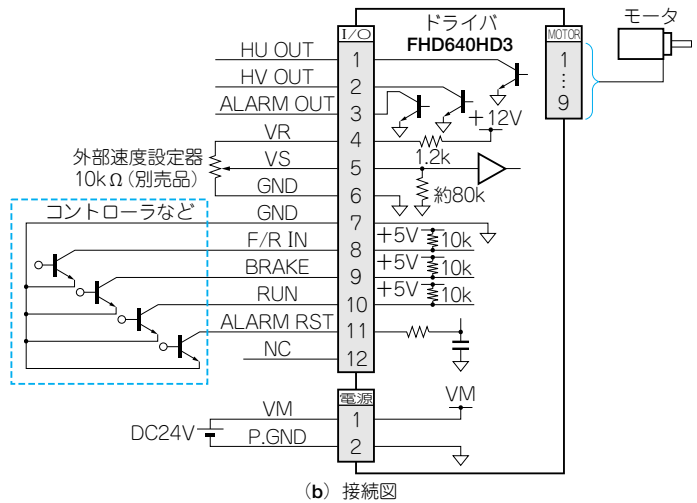 ドライバ
FHD640HD3
モータ
I/O
MOTOR
HU OUT 1
HV OUT 2
ALARM OUT 3
VR 4
VS 5
GND 6
GND 7
F/R IN 8
BRAKE 9
RUN 10
ALARM RST 11
NC 12
1
⋮
9
+12V
1.2k
約80k
+5V 10k
+5V 10k
+5V 10k
外部速度設定器
10kΩ(別売品)
コントローラなど
電源
VM 1 VM
DC24V
P.GND 2
(b) 接続図